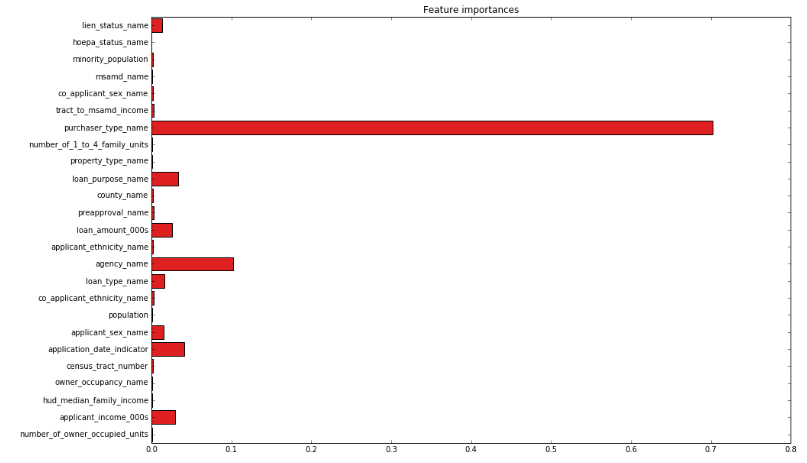 Feature importances
lien_status_name
hoepa_status_name
minority_population
msamd_name
co_applicant_sex_name
tract_to_msamd_income
purchaser_type_name
number_of_1_to_4_family_units
property_type_name
loan_purpose_name
county_name
preapproval_name
loan_amount_000s
applicant_ethnicity_name
agency_name
loan_type_name
co_applicant_ethnicity_name
population
applicant_sex_name
application_date_indicator
census_tract_number
owner_occupancy_name
hud_median_family_income
applicant_income_000s
number_of_owner_occupied_units
0.0 0.1 0.2 0.3 0.4 0.5 0.6 0.7 0.8